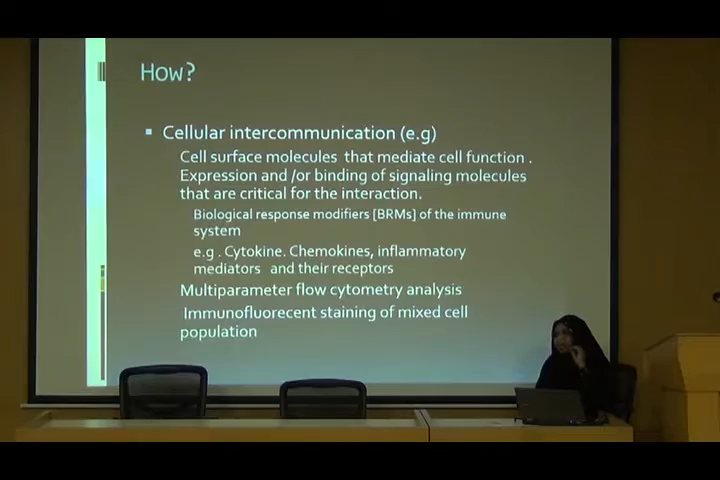 How?
▪ Cellular intercommunication (e.g)
Cell surface molecules that mediate cell function .
Expression and /or binding of signaling molecules
that are critical for the interaction.
Biological response modifiers [BRMs] of the immune
system
e.g . Cytokine. Chemokines, inflammatory
mediators and their receptors
Multiparameter flow cytometry analysis
Immunofluorecent staining of mixed cell
population